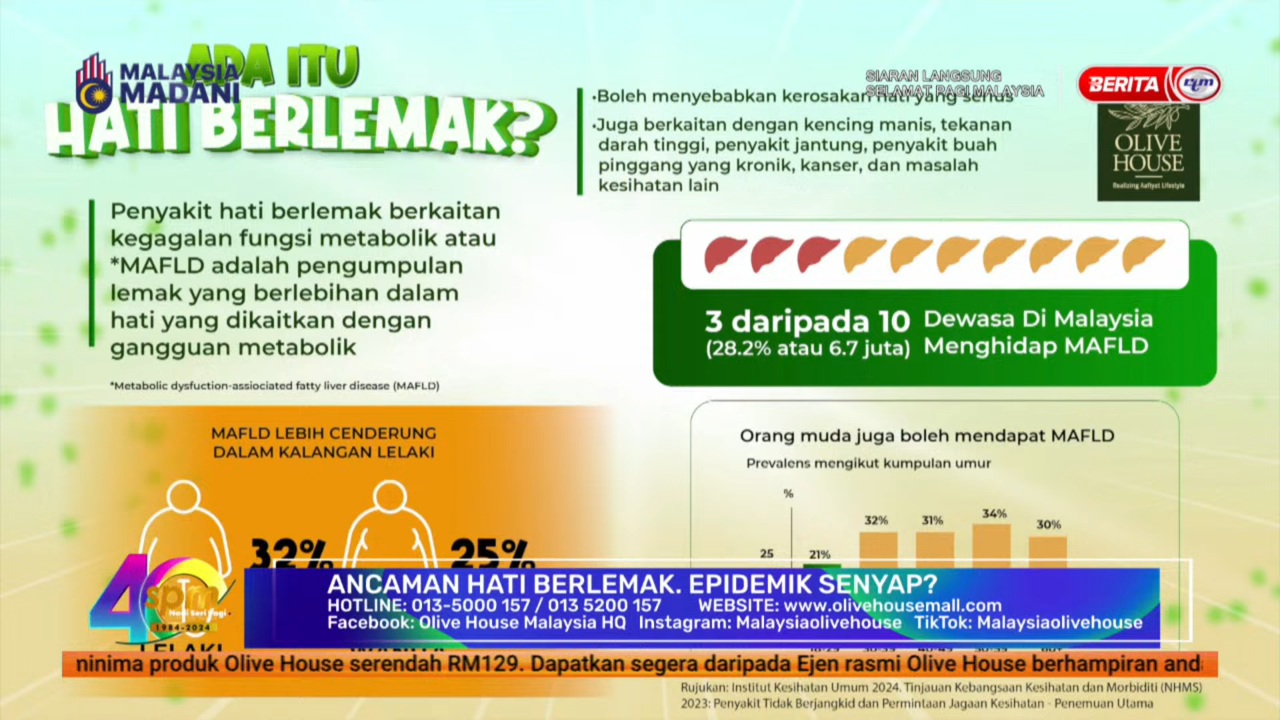 APA ITU
HATI BERLEMAK?
MALAYSIA
MADANI
SIARAN LANGSUNG
SELAMAT PAGI MALAYSIA
BERITA rtm
OLIVE
HOUSE
Realizing Aafiyat Lifestyle
•Boleh menyebabkan kerosakan hati yang serius
•Juga berkaitan dengan kencing manis, tekanan
darah tinggi, penyakit jantung, penyakit buah
pinggang yang kronik, kanser, dan masalah
kesihatan lain
Penyakit hati berlemak berkaitan
kegagalan fungsi metabolik atau
*MAFLD adalah pengumpulan
lemak yang berlebihan dalam
hati yang dikaitkan dengan
gangguan metabolik
*Metabolic dysfuction-assiociated fatty liver disease (MAFLD)
3 daripada 10
(28.2% atau 6.7 juta)
Dewasa Di Malaysia
Menghidap MAFLD
MAFLD LEBIH CENDERUNG
DALAM KALANGAN LELAKI
32%
25%
LELAKI
Orang muda juga boleh mendapat MAFLD
Prevalens mengikut kumpulan umur
%
25
21%
32%
31%
34%
30%
40 spm
Nadi Seri Pagi
1984-2024
ANCAMAN HATI BERLEMAK. EPIDEMIK SENYAP?
HOTLINE: 013-5000 157 / 013 5200 157 WEBSITE: www.olivehousemall.com
Facebook: Olive House Malaysia HQ Instagram: Malaysiaolivehouse TikTok: Malaysiaolivehouse
ninima produk Olive House serendah RM129. Dapatkan segera daripada Ejen rasmi Olive House berhampiran and
Rujukan: Institut Kesihatan Umum 2024. Tinjauan Kebangsaan Kesihatan dan Morbiditi (NHMS)
2023: Penyakit Tidak Berjangkid dan Permintaan Jagaan Kesihatan - Penemuan Utama